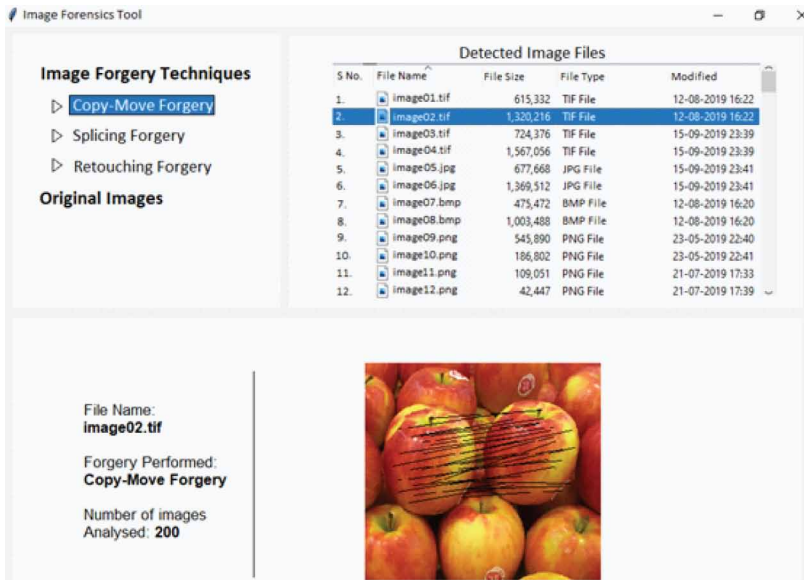 Image Forensics Tool
Image Forgery Techniques
Copy-Move Forgery
Splicing Forgery
Retouching Forgery
Original Images
Detected Image Files
S No. File Name File Size File Type Modified
1. image01.tif 615,332 TIF File 12-08-2019 16:22
2. image02.tif 1,320,216 TIF File 12-08-2019 16:22
3. image03.tif 724,376 TIF File 15-09-2019 23:39
4. image04.tif 1,567,056 TIF File 15-09-2019 23:39
5. image05.jpg 677,668 JPG File 15-09-2019 23:41
6. image06.jpg 1,369,512 JPG File 15-09-2019 23:41
7. image07.bmp 475,472 BMP File 12-08-2019 16:20
8. image08.bmp 1,003,488 BMP File 12-08-2019 16:20
9. image09.png 545,890 PNG File 23-05-2019 22:40
10. image10.png 186,802 PNG File 23-05-2019 22:41
11. image11.png 109,051 PNG File 21-07-2019 17:33
12. image12.png 42,447 PNG File 21-07-2019 17:39
File Name:
image02.tif
Forgery Performed:
Copy-Move Forgery
Number of images
Analysed: 200